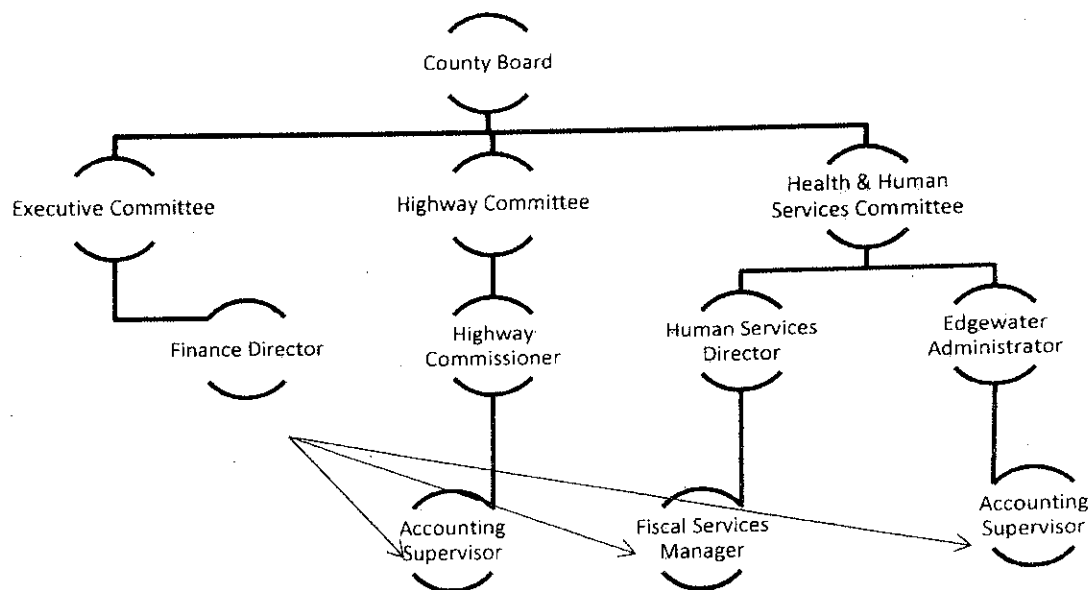 County Board
Executive Committee
Highway Committee
Health & Human
Services Committee
Finance Director
Highway
Commissioner
Human Services
Director
Edgewater
Administrator
Accounting
Supervisor
Fiscal Services
Manager
Accounting
Supervisor